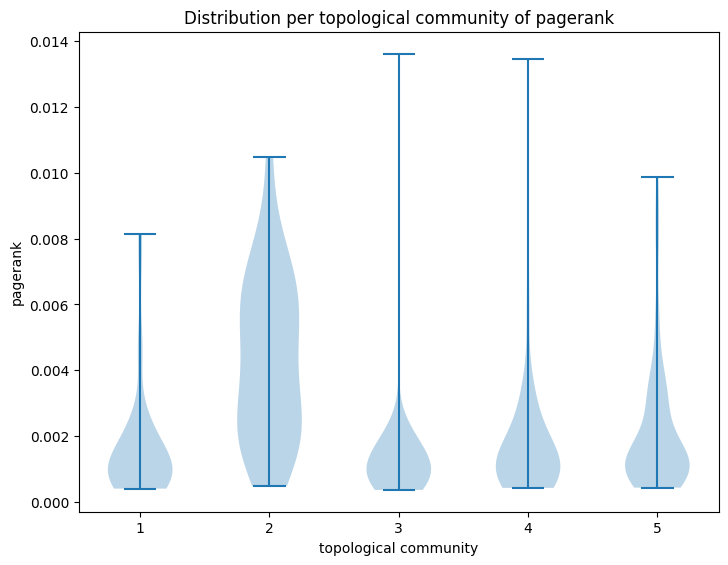 Distribution per topological community of pagerank
0.014
0.012
0.010
0.008
0.006
0.004
0.002
0.000
pagerank
1 2 3 4 5
topological community